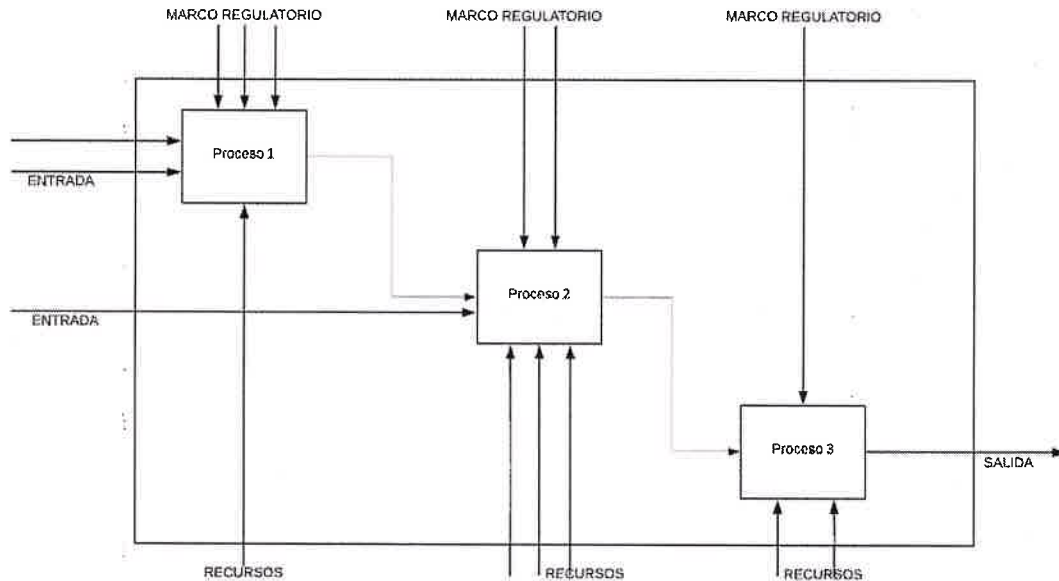 MARCO REGULATORIO
MARCO REGULATORIO
MARCO REGULATORIO
Proceso 1
ENTRADA
Proceso 2
ENTRADA
Proceso 3
SALIDA
RECURSOS
RECURSOS
RECURSOS